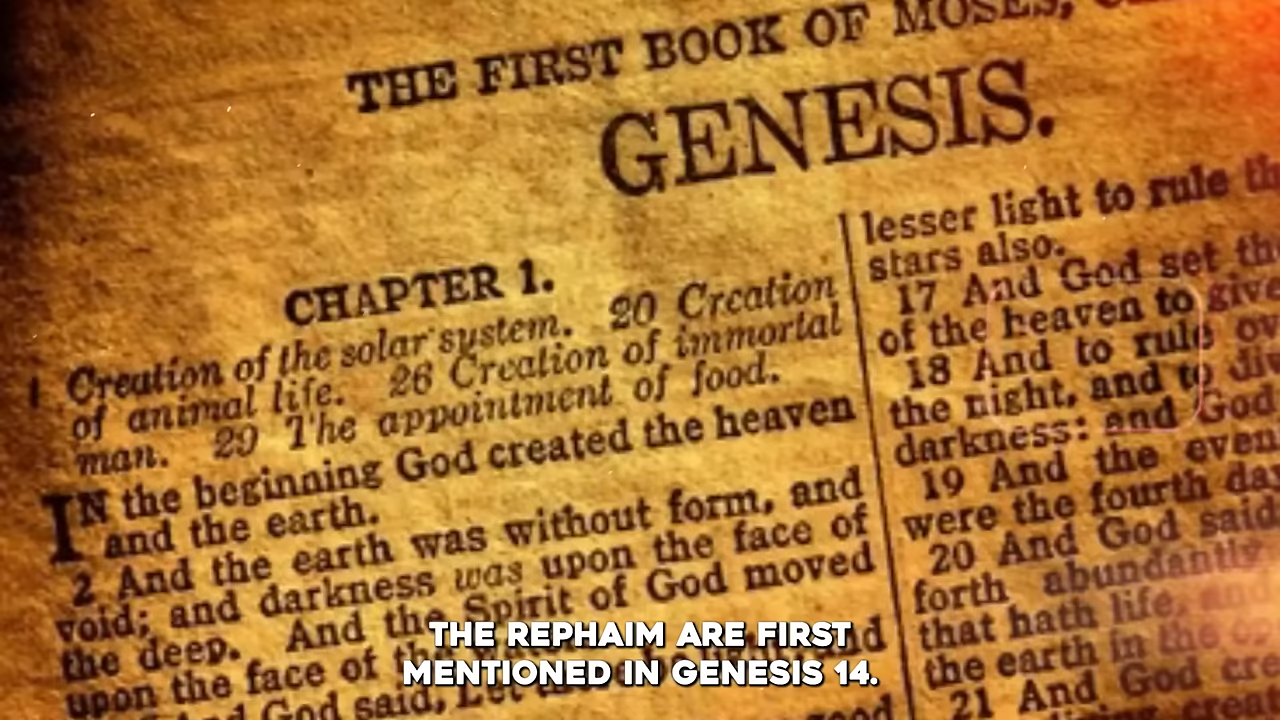 THE FIRST BOOK OF MOSES,
GENESIS.
CHAPTER 1.
1 Creation of the solar system. 20 Creation
of animal life. 26 Creation of immortal
man. 29 The appointment of food.
IN the beginning God created the heaven
and the earth.
2 And the earth was without form, and
void; and darkness was upon the face of
the deep. And the Spirit of God moved
upon the face of
God said, Let
lesser light to rule
stars also.
17 And God set
of the heaven to give
18 And to rule
the night, and to
darkness: and God
19 And the
were the fourth day
20 And God said
forth abundantly
that hath life, and
the earth in the
21 And God
THE REPHAIM ARE FIRST
MENTIONED IN GENESIS 14.